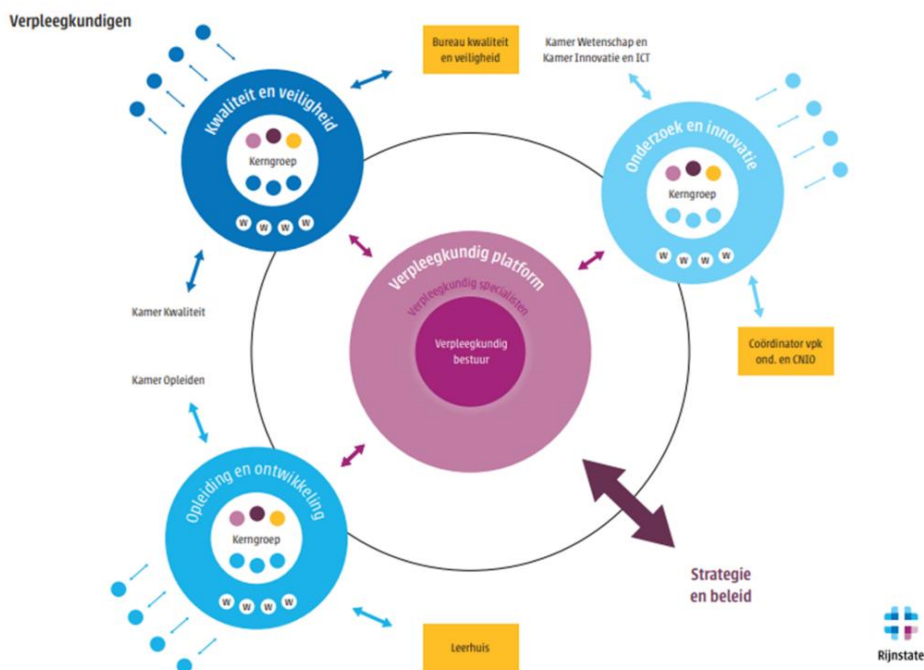 Verpleegkundigen
Bureau kwaliteit
en veiligheid
Kamer Wetenschap en
Kamer Innovatie en ICT
Kwaliteit en veiligheid
Kerngroep
W W W W
Onderzoek en innovatie
Kerngroep
W W W W
Verpleegkundig platform
Verpleegkundig specialisten
Verpleegkundig
bestuur
Kamer Kwaliteit
Coördinator vpk
ond. en CNIO
Kamer Opleiden
Opleiding en ontwikkeling
Kerngroep
W W W W
Strategie
en beleid
Leerhuis
Rijnstate